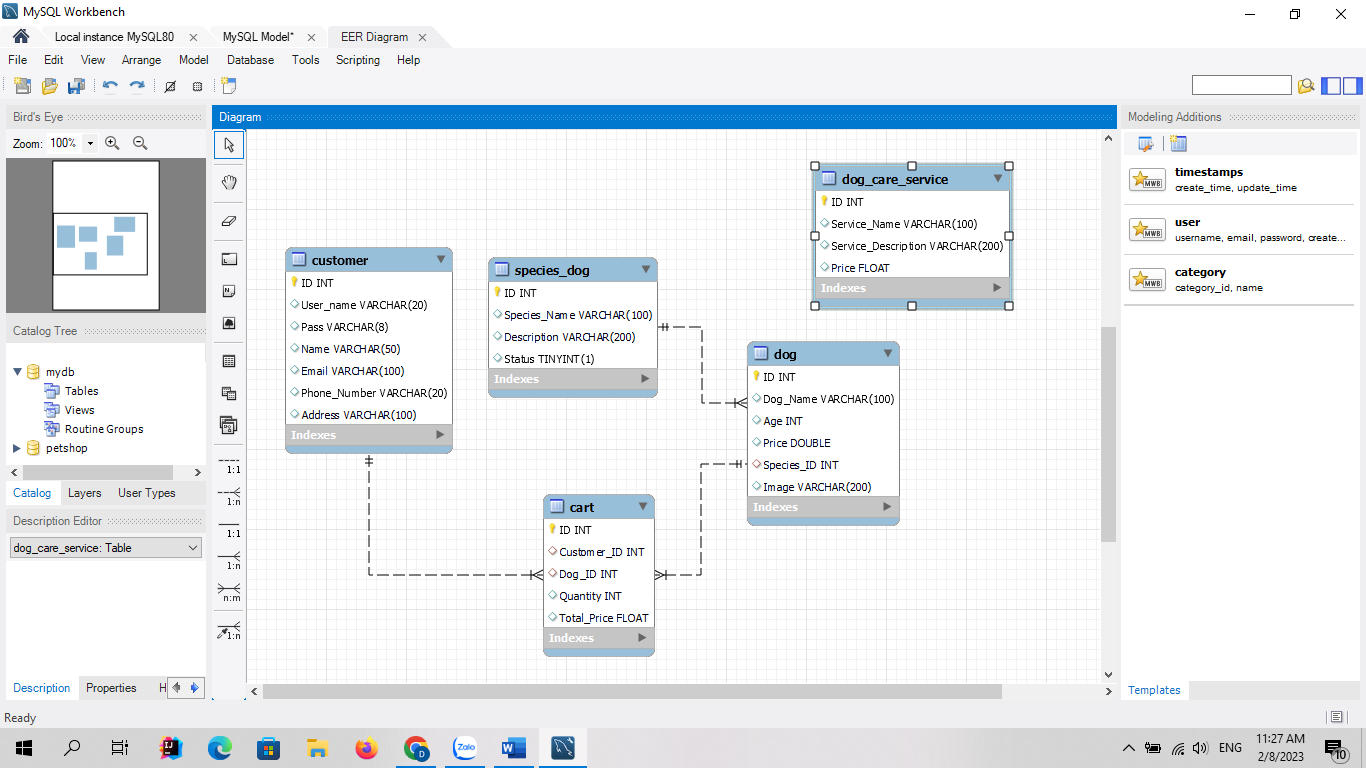 MySQL Workbench
Local instance MySQL80
MySQL Model*
EER Diagram
File Edit View Arrange Model Database Tools Scripting Help
Bird's Eye
Zoom: 100%
Catalog Tree
mydb
Tables
Views
Routine Groups
petshop
Catalog Layers User Types
Description Editor
dog_care_service: Table
Description Properties H
Diagram
1:1
1:n
1:1
1:n
n:m
1:n
customer
ID INT
User_name VARCHAR(20)
Pass VARCHAR(8)
Name VARCHAR(50)
Email VARCHAR(100)
Phone_Number VARCHAR(20)
Address VARCHAR(100)
Indexes
species_dog
ID INT
Species_Name VARCHAR(100)
Description VARCHAR(200)
Status TINYINT(1)
Indexes
dog_care_service
ID INT
Service_Name VARCHAR(100)
Service_Description VARCHAR(200)
Price FLOAT
Indexes
dog
ID INT
Dog_Name VARCHAR(100)
Age INT
Price DOUBLE
Species_ID INT
Image VARCHAR(200)
Indexes
cart
ID INT
Customer_ID INT
Dog_ID INT
Quantity INT
Total_Price FLOAT
Indexes
Modeling Additions
MWB
timestamps
create_time, update_time
MWB
user
username, email, password, create...
MWB
category
category_id, name
Templates
Ready
IJ
D
Zalo
W
ENG
11:27 AM
2/8/2023
10